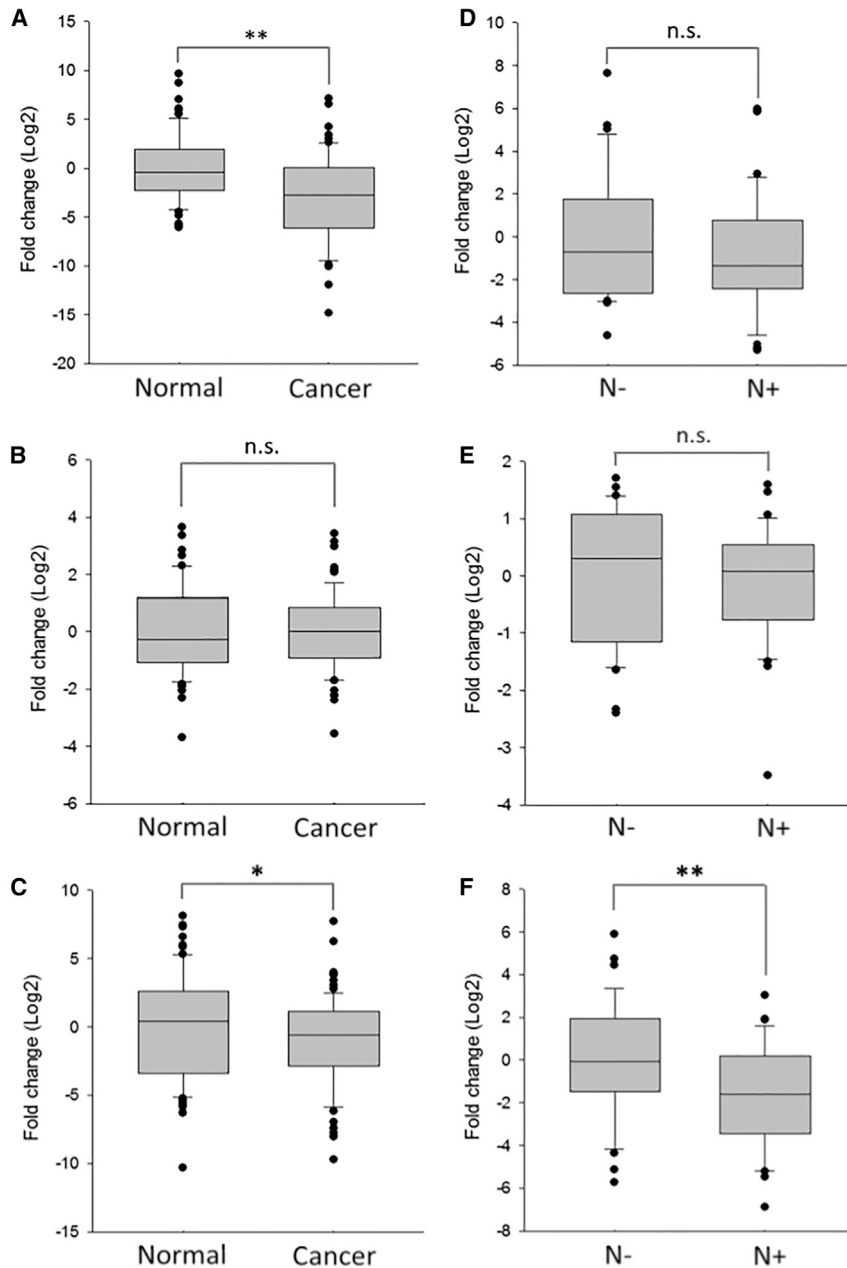 A
Fold change (Log2)
15
10
5
0
-5
-10
-15
-20
**
Normal Cancer
B
Fold change (Log2)
6
4
2
0
-2
-4
-6
n.s.
Normal Cancer
C
Fold change (Log2)
10
5
0
-5
-10
-15
*
Normal Cancer
D
Fold change (Log2)
10
8
6
4
2
0
-2
-4
-6
n.s.
N- N+
E
Fold change (Log2)
2
1
0
-1
-2
-3
-4
n.s.
N- N+
F
Fold change (Log2)
8
6
4
2
0
-2
-4
-6
-8
**
N- N+